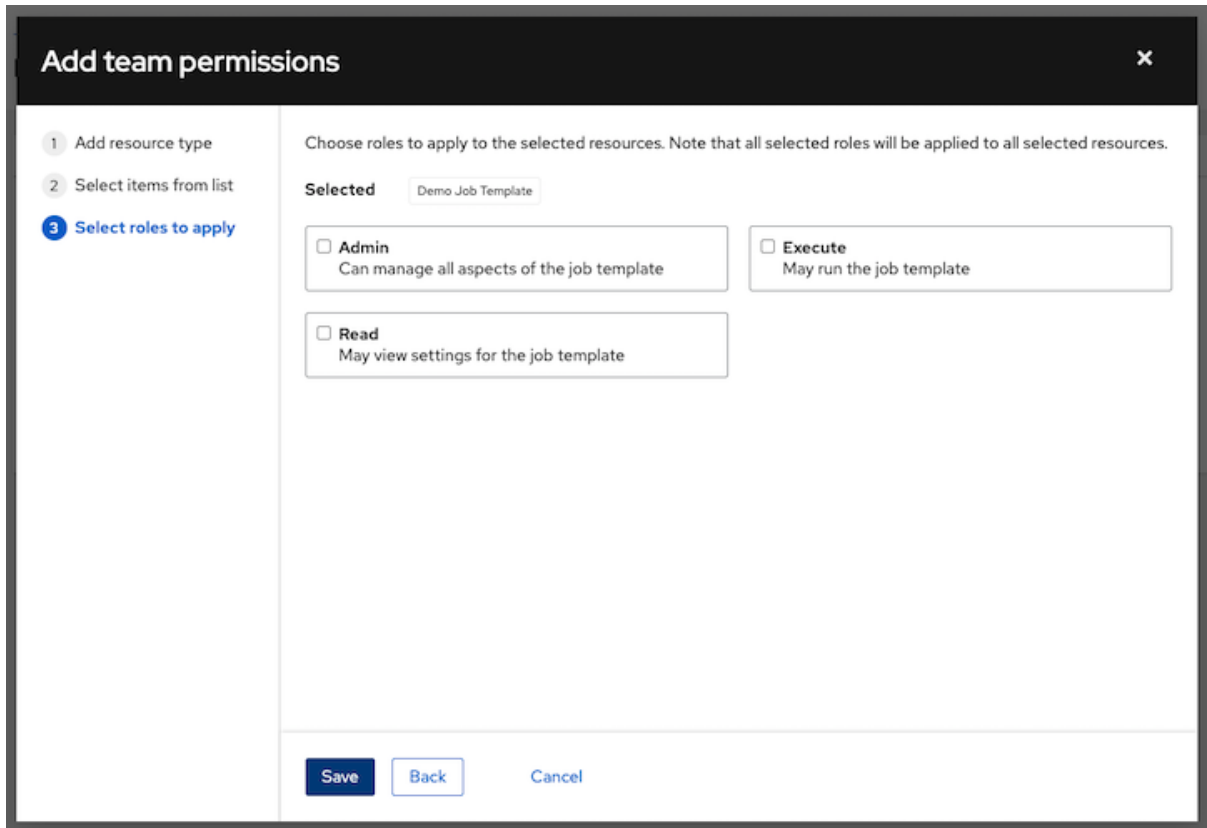 Add team permissions
1 Add resource type
2 Select items from list
3 Select roles to apply
Choose roles to apply to the selected resources. Note that all selected roles will be applied to all selected resources.
Selected Demo Job Template
Admin
Can manage all aspects of the job template
Execute
May run the job template
Read
May view settings for the job template
Save Back Cancel